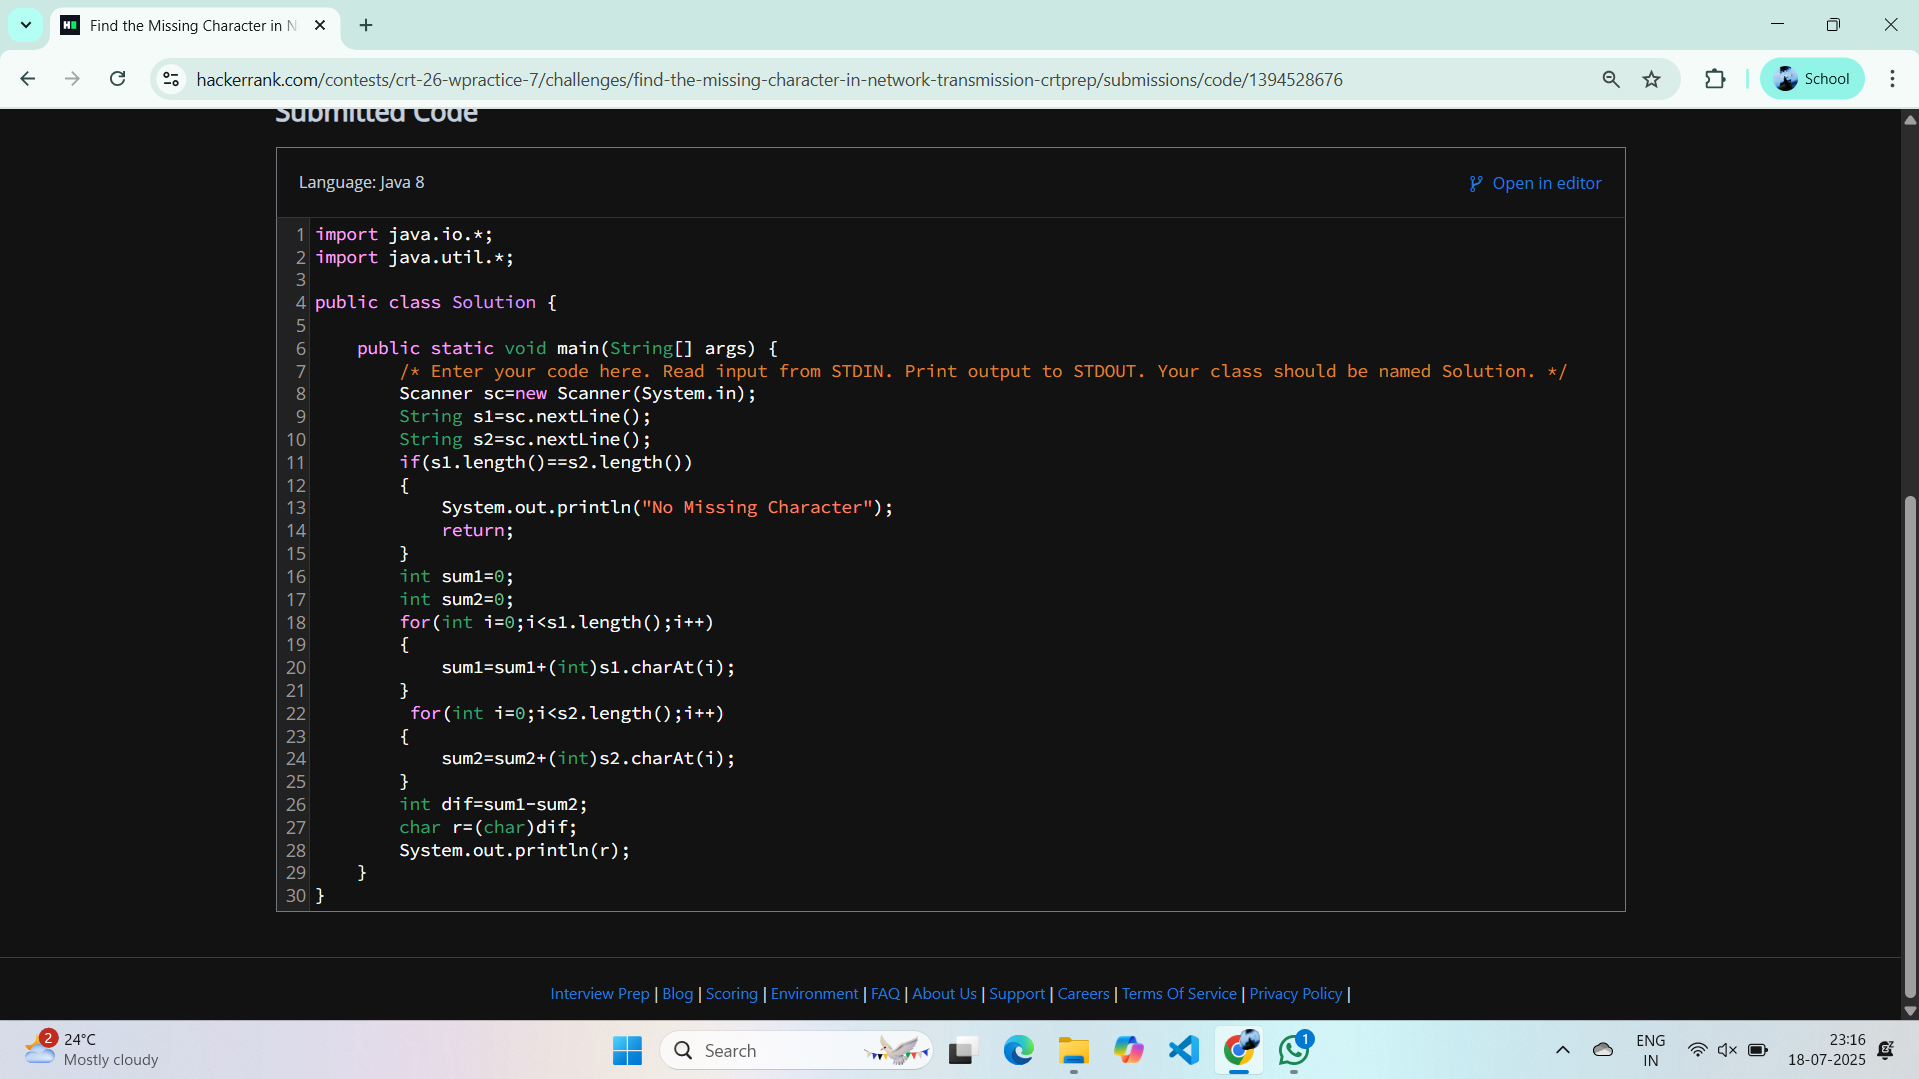 Find the Missing Character in N
hackerrank.com/contests/crt-26-wpractice-7/challenges/find-the-missing-character-in-network-transmission-crtprep/submissions/code/1394528676
School
Submitted Code
Language: Java 8
Open in editor
1 import java.io.*;
2 import java.util.*;
3
4 public class Solution {
5
6     public static void main(String[] args) {
7         /* Enter your code here. Read input from STDIN. Print output to STDOUT. Your class should be named Solution. */
8         Scanner sc=new Scanner(System.in);
9         String s1=sc.nextLine();
10         String s2=sc.nextLine();
11         if(s1.length()==s2.length())
12         {
13             System.out.println("No Missing Character");
14             return;
15         }
16         int sum1=0;
17         int sum2=0;
18         for(int i=0;i<s1.length();i++)
19         {
20             sum1=sum1+(int)s1.charAt(i);
21         }
22          for(int i=0;i<s2.length();i++)
23         {
24             sum2=sum2+(int)s2.charAt(i);
25         }
26         int dif=sum1-sum2;
27         char r=(char)dif;
28         System.out.println(r);
29     }
30 }
Interview Prep | Blog | Scoring | Environment | FAQ | About Us | Support | Careers | Terms Of Service | Privacy Policy |
2
24°C
Mostly cloudy
Search
1
ENG
IN
23:16
18-07-2025